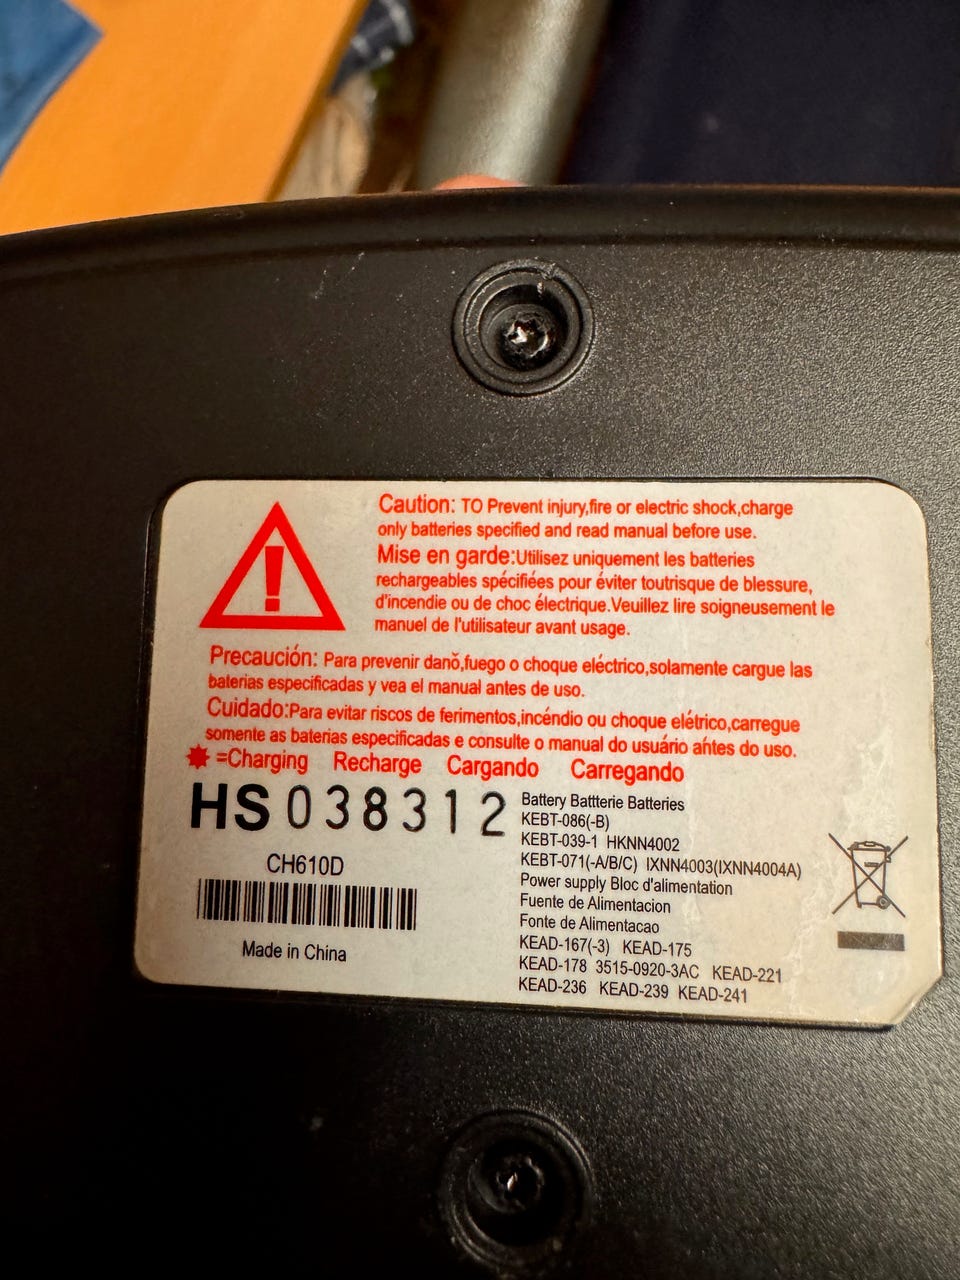 Caution: TO Prevent injury,fire or electric shock,charge
only batteries specified and read manual before use.
Mise en garde:Utilisez uniquement les batteries
rechargeables spécifiées pour éviter toutrisque de blessure,
d'incendie ou de choc électrique.Veuillez lire soigneusement le
manuel de l'utilisateur avant usage.
Precaución: Para prevenir danŏ,fuego o choque eléctrico,solamente cargue las
baterias especificadas y vea el manual antes de uso.
Cuidado:Para evitar riscos de ferimentos,incéndio ou choque elétrico,carregue
somente as baterias especificadas e consulte o manual do usuário ańtes do uso.
=Charging Recharge Cargando Carregando
HS038312
CH610D
Made in China
Battery Battterie Batteries
KEBT-086(-B)
KEBT-039-1 HKNN4002
KEBT-071(-A/B/C) IXNN4003(IXNN4004A)
Power supply Bloc d'alimentation
Fuente de Alimentacion
Fonte de Alimentacao
KEAD-167(-3) KEAD-175
KEAD-178 3515-0920-3AC KEAD-221
KEAD-236 KEAD-239 KEAD-241